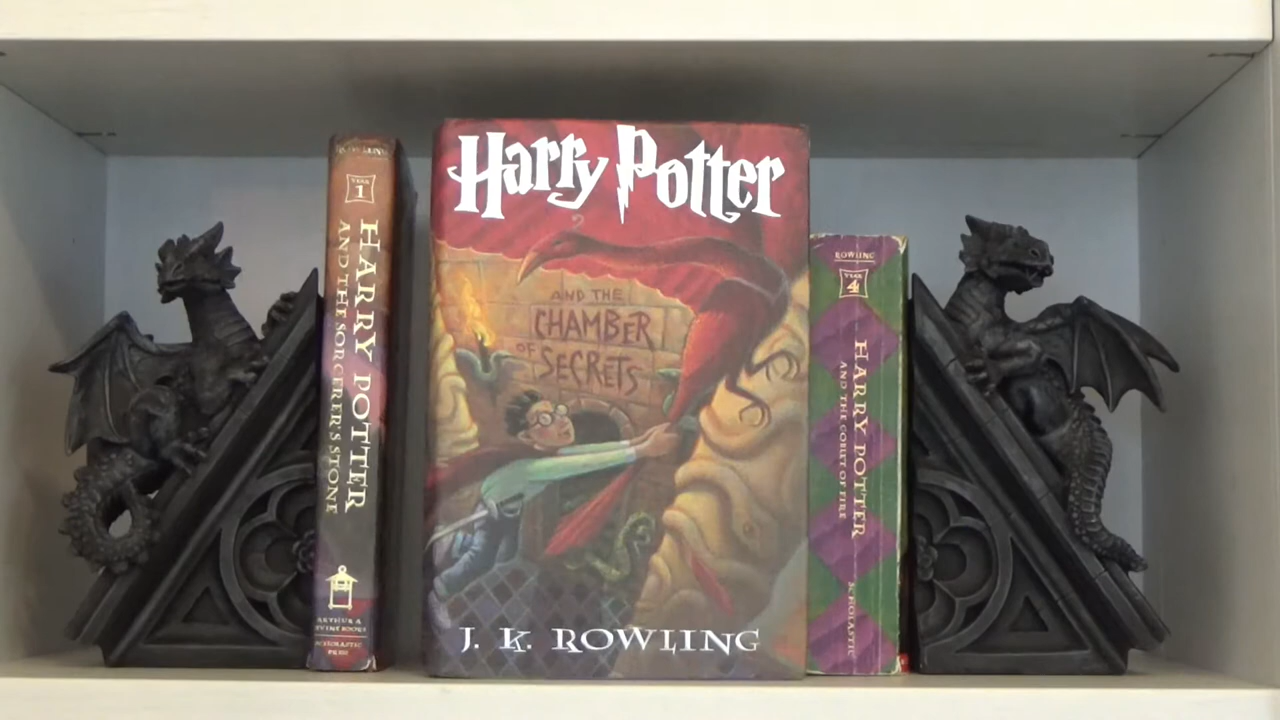 ROWLING
YEAR
1
HARRY POTTER
AND THE SORCERER'S STONE
ARTHUR A
LEVINE BOOKS
SCHOLASTIC
PRESS
Harry Potter
AND THE
CHAMBER
OF SECRETS
J. K. ROWLING
ROWLING
YEAR
4
HARRY POTTER
AND THE GOBLET OF FIRE
SCHOLASTIC